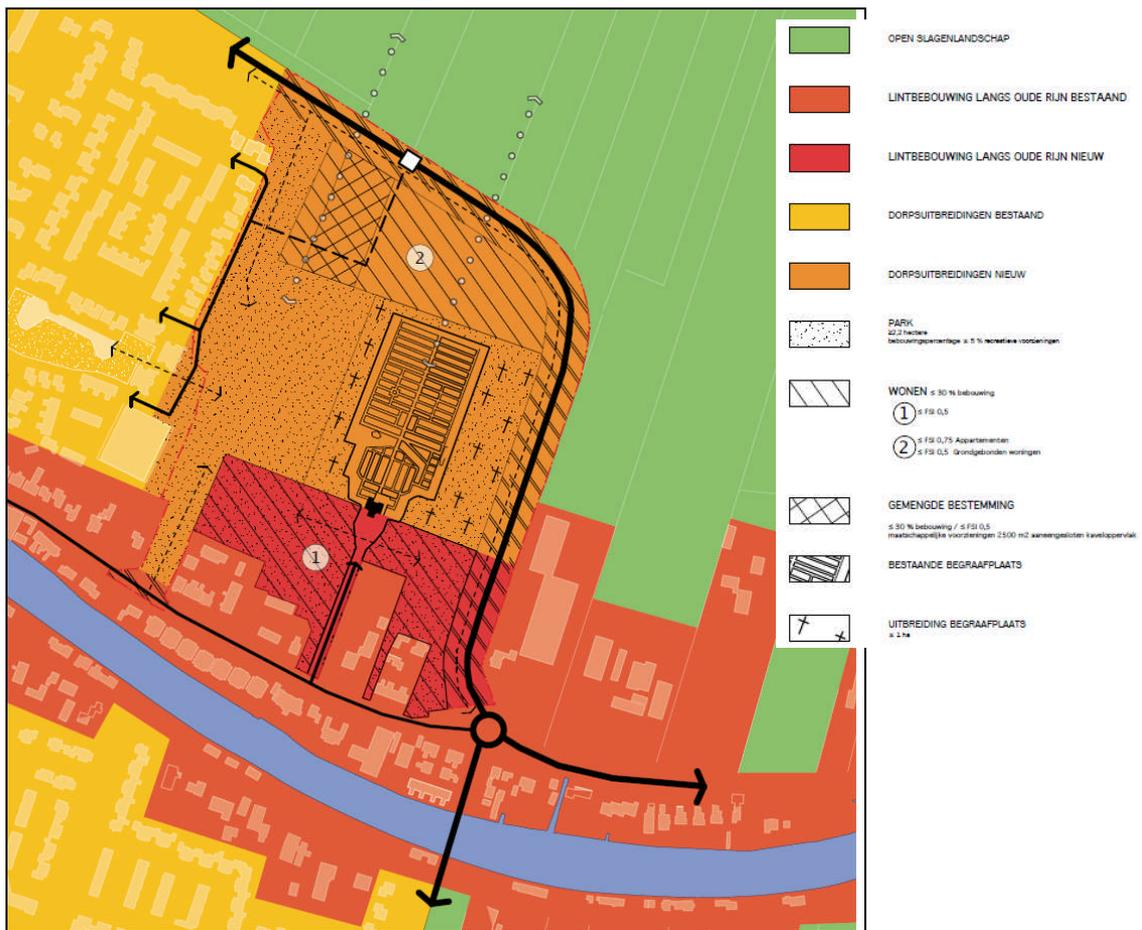 OPEN SLAGENLANDSCHAP
LINTBEBOUWING LANGS OUDE RIJN BESTAAND
LINTBEBOUWING LANGS OUDE RIJN NIEUW
DORPSUITBREIDINGEN BESTAAND
DORPSUITBREIDINGEN NIEUW
PARK
≥2,2 hectare
bebouwingspercentage ≤ 5 % recreatieve voorzieningen
WONEN ≤ 30 % bebouwing
1 ≤ FSI 0,5
2 ≤ FSI 0,75 Appartementen
≤ FSI 0,5 Grondgebonden woningen
GEMENGDE BESTEMMING
≤ 30 % bebouwing / ≤ FSI 0,5
maatschappelijke voorzieningen 2500 m2 aaneengesloten kaveloppervlak
BESTAANDE BEGRAAFPLAATS
UITBREIDING BEGRAAFPLAATS
± 1 ha
2
1